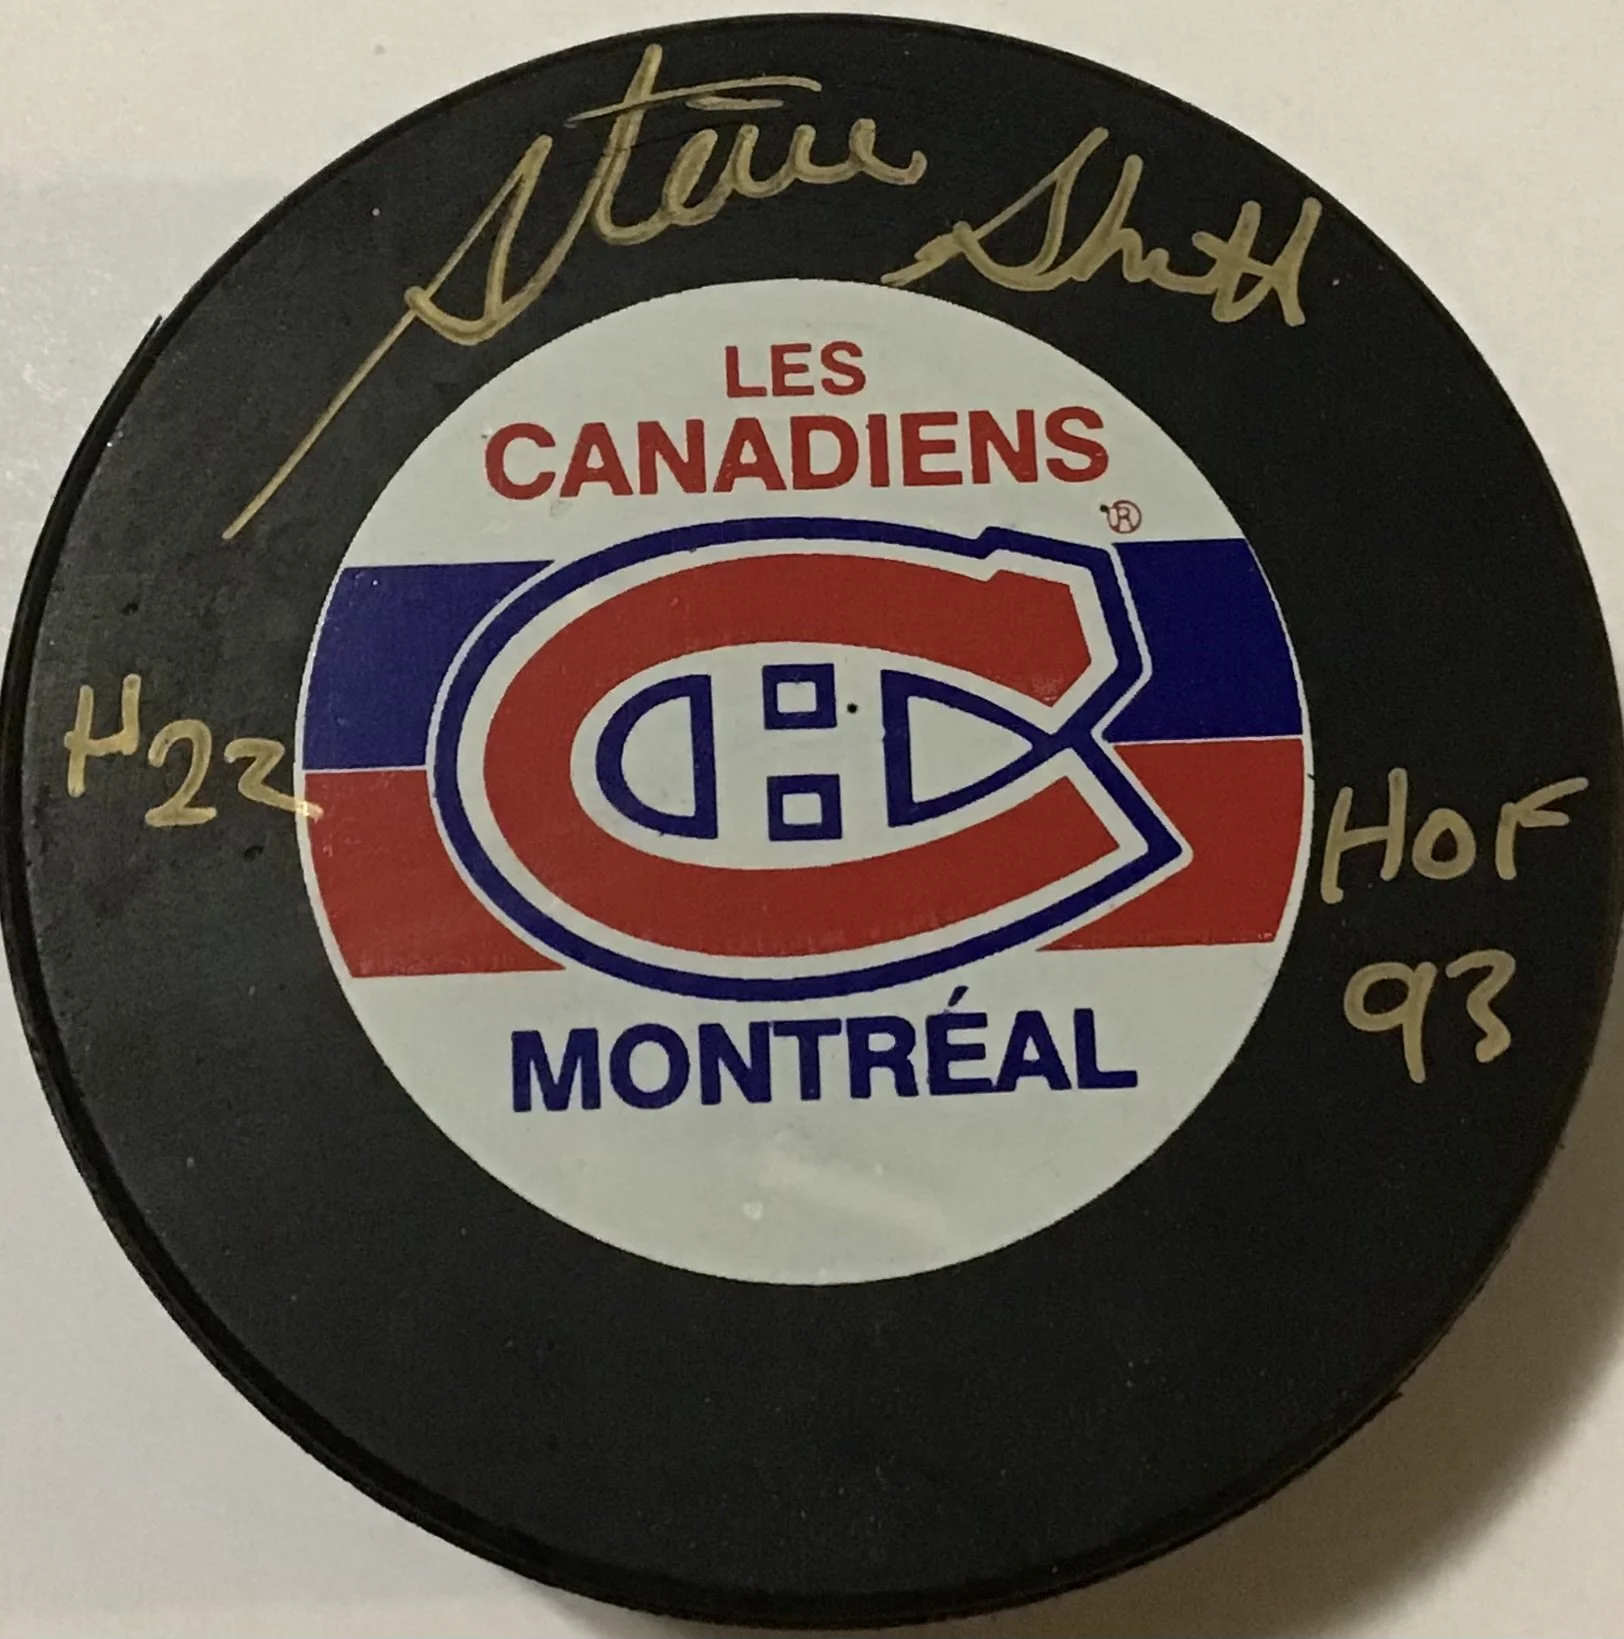 Steve Shutt
LES
CANADIENS
®
#22
HOF
93
MONTRÉAL